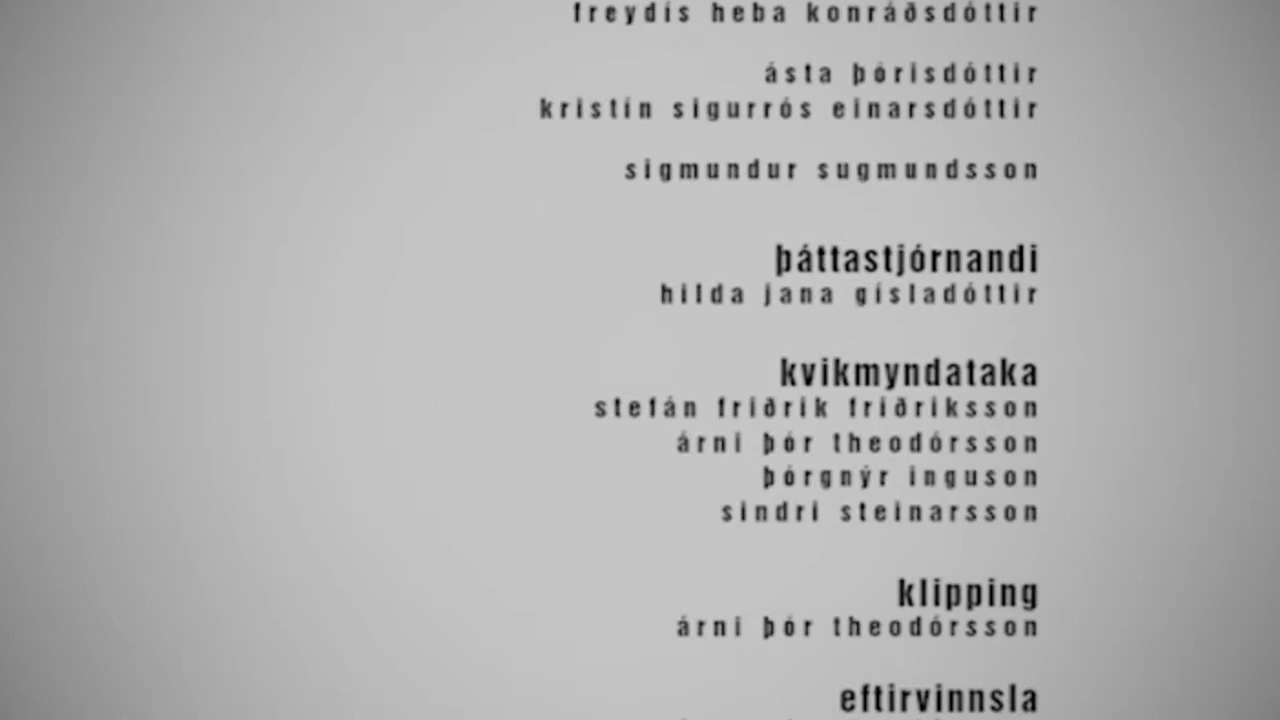 freydís heba konráðsdóttir
ásta þórisdóttir
kristín sigurrós einarsdóttir
sigmundur sugmundsson
þáttastjórnandi
hilda jana gísladóttir
kvikmyndataka
stefán friðrik friðriksson
árni þór theodórsson
þórgnýr inguson
sindri steinarsson
klipping
árni þór theodórsson
eftirvinnsla